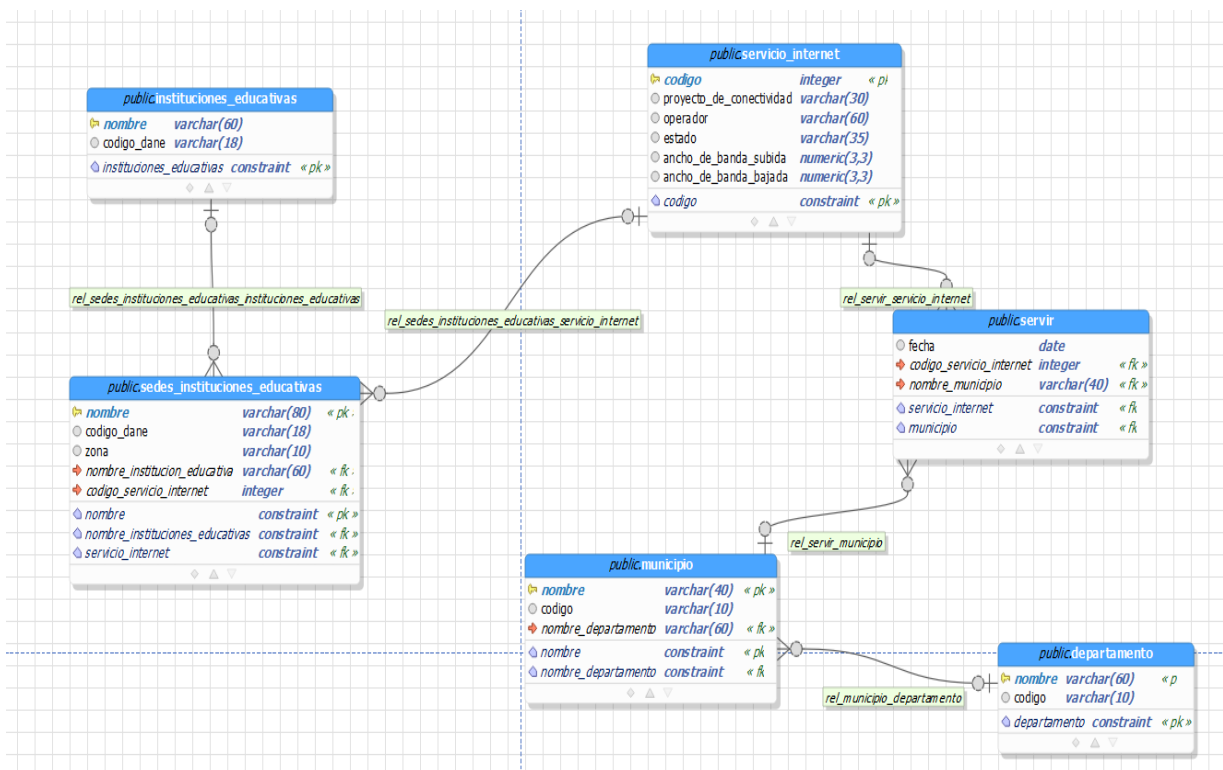 public.instituciones_educativas
nombre varchar(60)
codigo_dane varchar(18)
instituciones_educativas constraint « pk »
public.servicio_internet
codigo integer « pk
proyecto_de_conectividad varchar(30)
operador varchar(60)
estado varchar(35)
ancho_de_banda_subida numeric(3,3)
ancho_de_banda_bajada numeric(3,3)
codigo constraint « pk »
rel_sedes_instituciones_educativas_instituciones_educativas
rel_sedes_instituciones_educativas_servicio_internet
rel_servir_servicio_internet
public.servir
fecha date
codigo_servicio_internet integer « fk »
nombre_municipio varchar(40) « fk »
servicio_internet constraint « fk
municipio constraint « fk
public.sedes_instituciones_educativas
nombre varchar(80) « pk
codigo_dane varchar(18)
zona varchar(10)
nombre_institucion_educativa varchar(60) « fk
codigo_servicio_internet integer « fk
nombre constraint « pk »
nombre_instituciones_educativas constraint « fk »
servicio_internet constraint « fk »
rel_servir_municipio
public.municipio
nombre varchar(40) « pk »
codigo varchar(10)
nombre_departamento varchar(60) « fk »
nombre constraint « pk
nombre_departamento constraint « fk
rel_municipio_departamento
public.departamento
nombre varchar(60) « p
codigo varchar(10)
departamento constraint « pk »